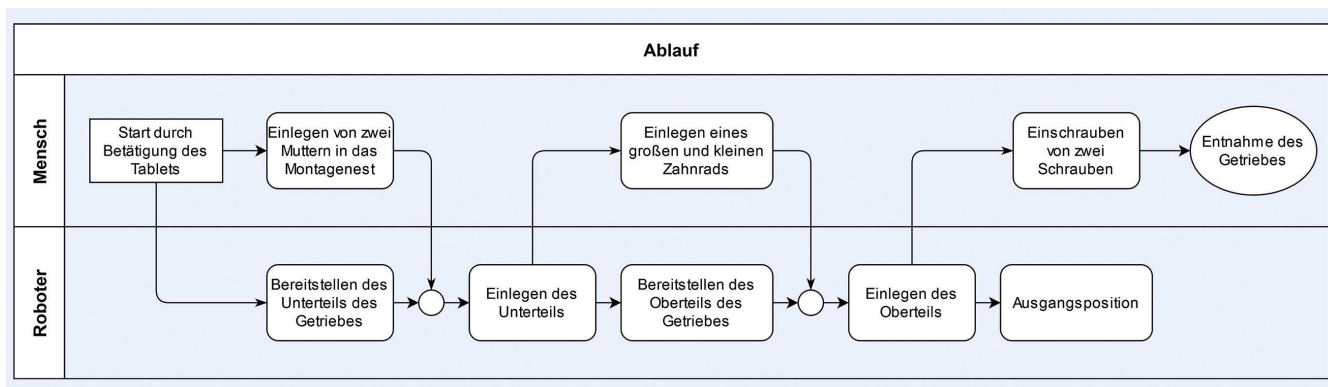 Ablauf
Mensch
Start durch
Betätigung des
Tablets
Einlegen von zwei
Muttern in das
Montagenest
Einlegen eines
großen und kleinen
Zahnrads
Einschrauben
von zwei
Schrauben
Entnahme des
Getriebes
Roboter
Bereitstellen des
Unterteils des
Getriebes
Einlegen des
Unterteils
Bereitstellen des
Oberteils des
Getriebes
Einlegen des
Oberteils
Ausgangsposition